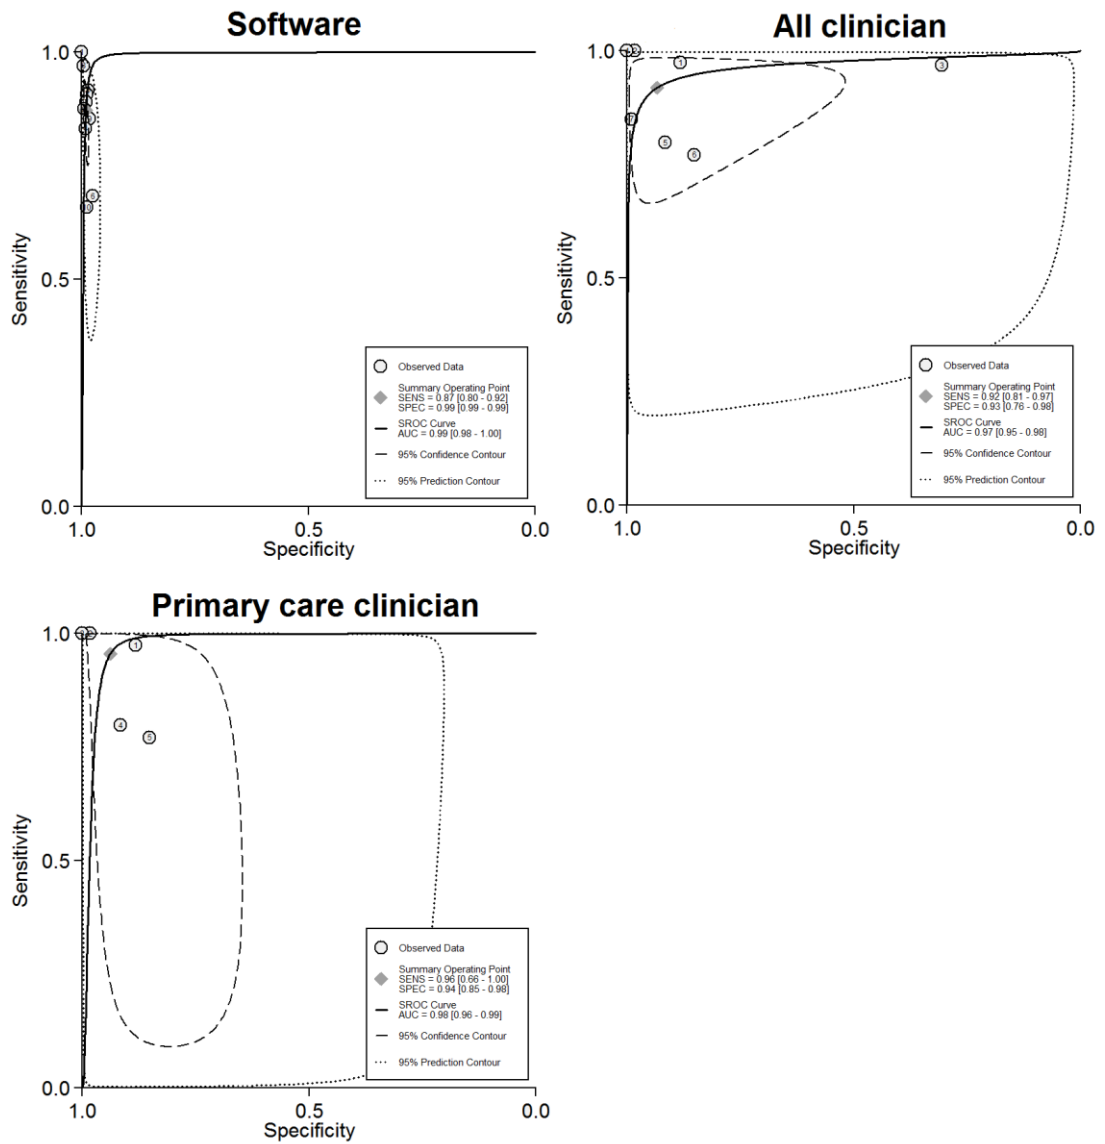 Software
1.0
0.5
0.0
Sensitivity
6
10
Observed Data
Summary Operating Point
SENS = 0.87 [0.80 - 0.92]
SPEC = 0.99 [0.99 - 0.99]
SROC Curve
AUC = 0.99 [0.98 - 1.00]
95% Confidence Contour
95% Prediction Contour
1.0
0.5
0.0
Specificity
All clinician
1.0
0.5
0.0
Sensitivity
2
1
3
7
5
6
Observed Data
Summary Operating Point
SENS = 0.92 [0.81 - 0.97]
SPEC = 0.93 [0.76 - 0.98]
SROC Curve
AUC = 0.97 [0.95 - 0.98]
95% Confidence Contour
95% Prediction Contour
1.0
0.5
0.0
Specificity
Primary care clinician
1.0
0.5
0.0
Sensitivity
2
1
4
5
Observed Data
Summary Operating Point
SENS = 0.96 [0.66 - 1.00]
SPEC = 0.94 [0.85 - 0.98]
SROC Curve
AUC = 0.98 [0.96 - 0.99]
95% Confidence Contour
95% Prediction Contour
1.0
0.5
0.0
Specificity